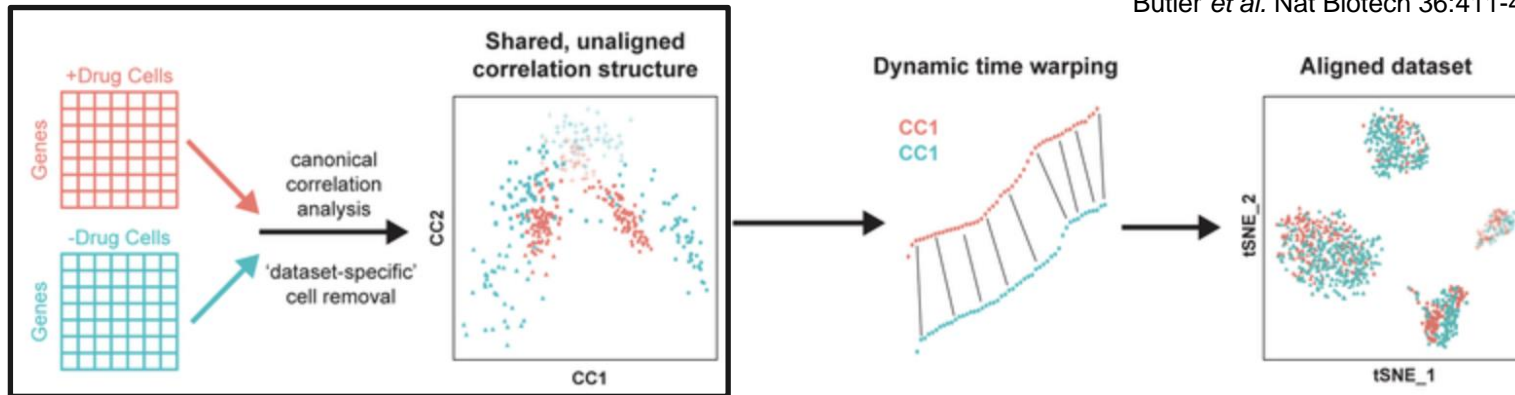 Butler et al. Nat Biotech 36:411-4
+Drug Cells
Genes
-Drug Cells
Genes
canonical
correlation
analysis
'dataset-specific'
cell removal
Shared, unaligned
correlation structure
CC2
CC1
Dynamic time warping
CC1
CC1
Aligned dataset
tSNE_2
tSNE_1